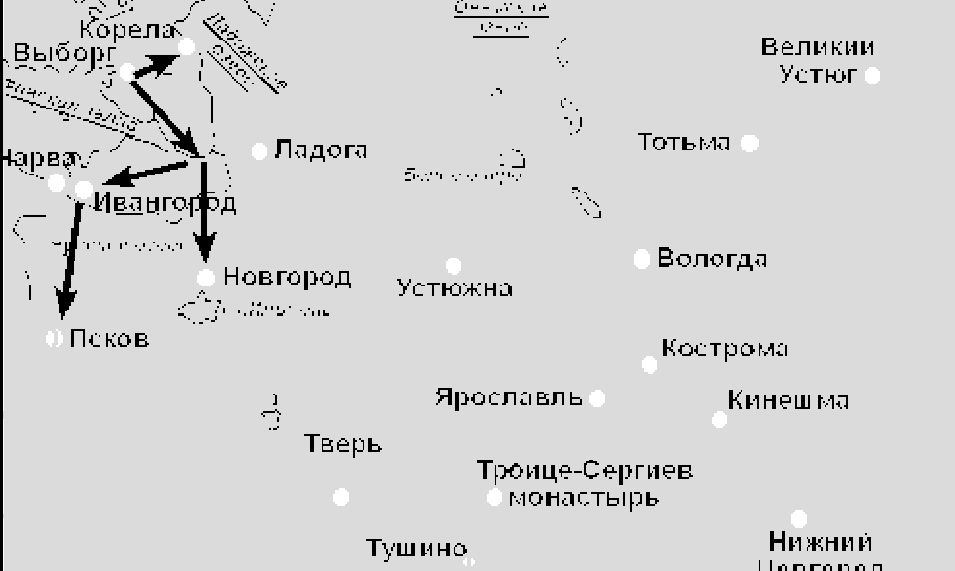 Корела
Выборг
Великий
Устюг
Тотьма
Ладога
Нарва
Ивангород
Вологда
Новгород
Устюжна
Псков
Кострома
Ярославль
Кинешма
Тверь
Троице-Сергиев
монастырь
Тушино
Нижний
Новгород